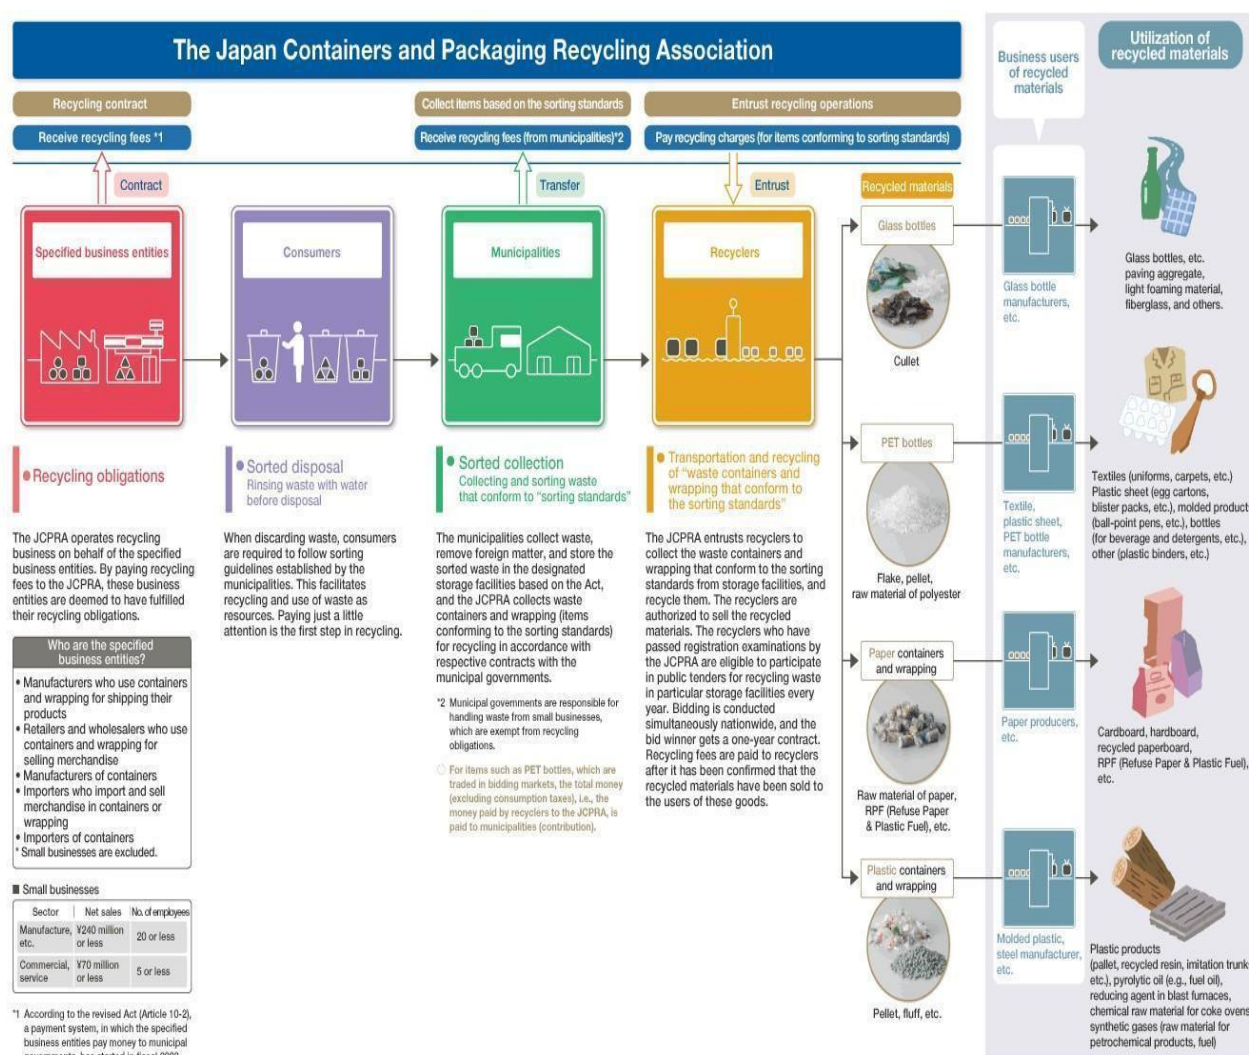 The Japan Containers and Packaging Recycling Association
Recycling contract
Receive recycling fees *1
Collect items based on the sorting standards
Receive recycling fees (from municipalities)*2
Entrust recycling operations
Pay recycling charges (for items conforming to sorting standards)
Contract
Transfer
Entrust
Specified business entities
Consumers
Municipalities
Recyclers
• Recycling obligations
The JCPRA operates recycling
business on behalf of the specified
business entities. By paying recycling
fees to the JCPRA, these business
entities are deemed to have fulfilled
their recycling obligations.
Who are the specified
business entities?
• Manufacturers who use containers
and wrapping for shipping their
products
• Retailers and wholesalers who use
containers and wrapping for
selling merchandise
• Manufacturers of containers
• Importers who import and sell
merchandise in containers or
wrapping
• Importers of containers
* Small businesses are excluded.
■ Small businesses
Sector Net sales No. of employees
Manufacture, etc. ¥240 million or less 20 or less
Commercial, service ¥70 million or less 5 or less
*1 According to the revised Act (Article 10-2),
a payment system, in which the specified
business entities pay money to municipal
• Sorted disposal
Rinsing waste with water
before disposal
When discarding waste, consumers
are required to follow sorting
guidelines established by the
municipalities. This facilitates
recycling and use of waste as
resources. Paying just a little
attention is the first step in recycling.
• Sorted collection
Collecting and sorting waste
that conform to “sorting standards”
The municipalities collect waste,
remove foreign matter, and store the
sorted waste in the designated
storage facilities based on the Act,
and the JCPRA collects waste
containers and wrapping (items
conforming to the sorting standards)
for recycling in accordance with
respective contracts with the
municipal governments.
*2 Municipal governments are responsible for
handling waste from small businesses,
which are exempt from recycling
obligations.
○ For items such as PET bottles, which are
traded in bidding markets, the total money
(excluding consumption taxes), i.e., the
money paid by recyclers to the JCPRA, is
paid to municipalities (contribution).
• Transportation and recycling
of “waste containers and
wrapping that conform to
the sorting standards”
The JCPRA entrusts recyclers to
collect the waste containers and
wrapping that conform to the sorting
standards from storage facilities, and
recycle them. The recyclers are
authorized to sell the recycled
materials. The recyclers who have
passed registration examinations by
the JCPRA are eligible to participate
in public tenders for recycling waste
in particular storage facilities every
year. Bidding is conducted
simultaneously nationwide, and the
bid winner gets a one-year contract.
Recycling fees are paid to recyclers
after it has been confirmed that the
recycled materials have been sold to
the users of these goods.
Recycled materials
Glass bottles
Cullet
PET bottles
Flake, pellet,
raw material of polyester
Paper containers
and wrapping
Raw material of paper,
RPF (Refuse Paper
& Plastic Fuel), etc.
Plastic containers
and wrapping
Pellet, fluff, etc.
Business users
of recycled
materials
Glass bottle
manufacturers,
etc.
Textile,
plastic sheet,
PET bottle
manufacturers,
etc.
Paper producers,
etc.
Molded plastic,
steel manufacturer,
etc.
Utilization of
recycled materials
Glass bottles, etc.
paving aggregate,
light foaming material,
fiberglass, and others.
Textiles (uniforms, carpets, etc.)
Plastic sheet (egg cartons,
blister packs, etc.), molded product
(ball-point pens, etc.), bottles
(for beverage and detergents, etc.),
other (plastic binders, etc.)
Cardboard, hardboard,
recycled paperboard,
RPF (Refuse Paper & Plastic Fuel),
etc.
Plastic products
(pallet, recycled resin, imitation trunk
etc.), pyrolytic oil (e.g., fuel oil),
reducing agent in blast furnaces,
chemical raw material for coke ovens
synthetic gases (raw material for
petrochemical products, fuel)